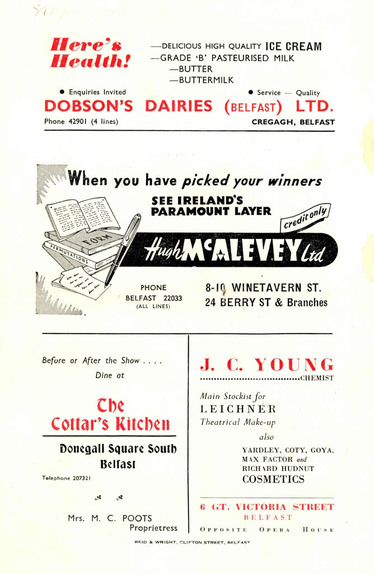 Here's
Health!
—DELICIOUS HIGH QUALITY ICE CREAM
—GRADE 'B' PASTEURISED MILK
—BUTTER
—BUTTERMILK
● Enquiries Invited ● Service — Quality
DOBSON'S DAIRIES (BELFAST) LTD.
Phone 42901 (4 lines) CREGAGH, BELFAST
When you have picked your winners
SEE IRELAND'S
PARAMOUNT LAYER
credit only
FORM
PERMUTATIONS
Hugh McALEVEY Ltd
PHONE
BELFAST 22033
(ALL LINES)
8-10 WINETAVERN ST.
24 BERRY ST & Branches
Before or After the Show . . . .
Dine at
The
Cottar's Kitchen
Donegall Square South
Belfast
Telephone 207321
Mrs. M. C. POOTS
Proprietress
J. C. YOUNG
CHEMIST
Main Stockist for
LEICHNER
Theatrical Make-up
also
YARDLEY, COTY, GOYA,
MAX FACTOR and
RICHARD HUDNUT
COSMETICS
6 GT. VICTORIA STREET
BELFAST
OPPOSITE OPERA HOUSE
REID & WRIGHT, CLIFTON STREET, BELFAST